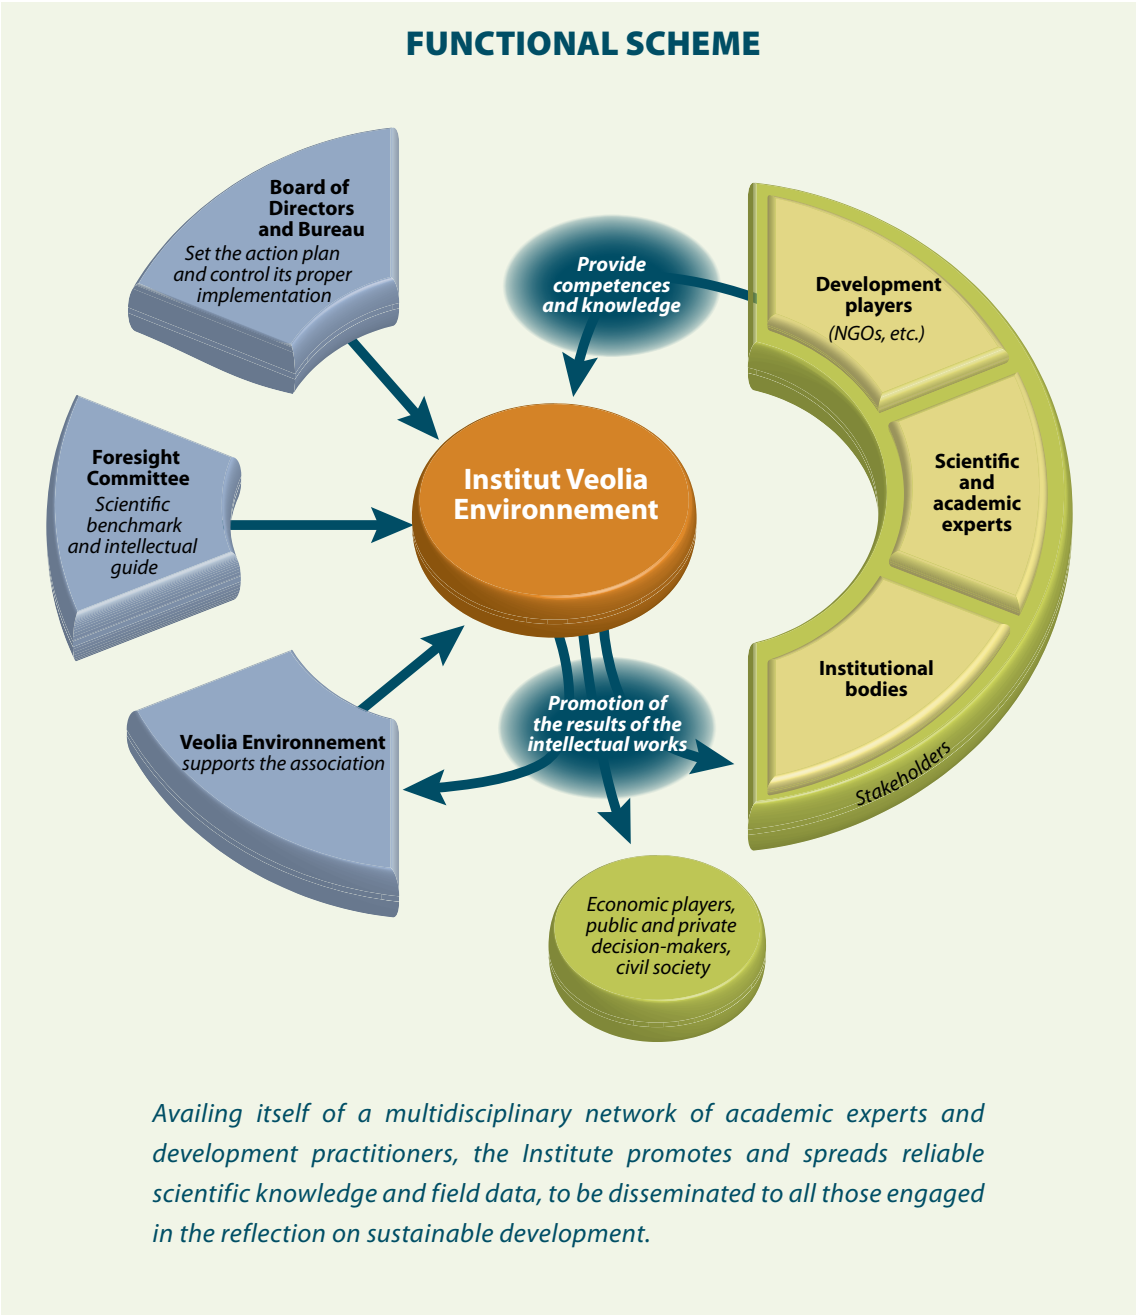 FUNCTIONAL SCHEME
Board of
Directors
and Bureau
Set the action plan
and control its proper
implementation
Provide
competences
and knowledge
Development
players
(NGOs, etc.)
Foresight
Committee
Scientific
benchmark
and intellectual
guide
Institut Veolia
Environnement
Scientific
and
academic
experts
Institutional
bodies
Stakeholders
Veolia Environnement
supports the association
Promotion of
the results of the
intellectual works
Economic players,
public and private
decision-makers,
civil society
Availing itself of a multidisciplinary network of academic experts and
development practitioners, the Institute promotes and spreads reliable
scientific knowledge and field data, to be disseminated to all those engaged
in the reflection on sustainable development.